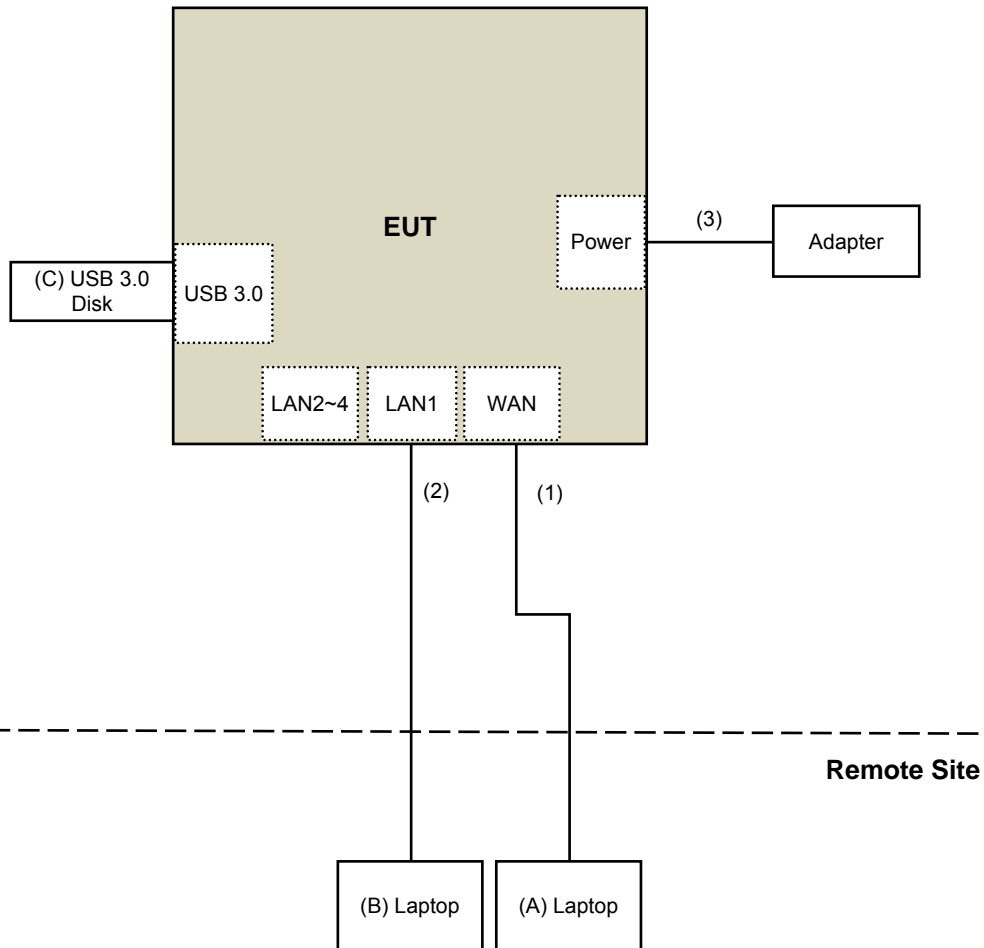 EUT
Power
(3)
Adapter
(C) USB 3.0
Disk
USB 3.0
LAN2~4
LAN1
WAN
(2)
(1)
Remote Site
(B) Laptop
(A) Laptop